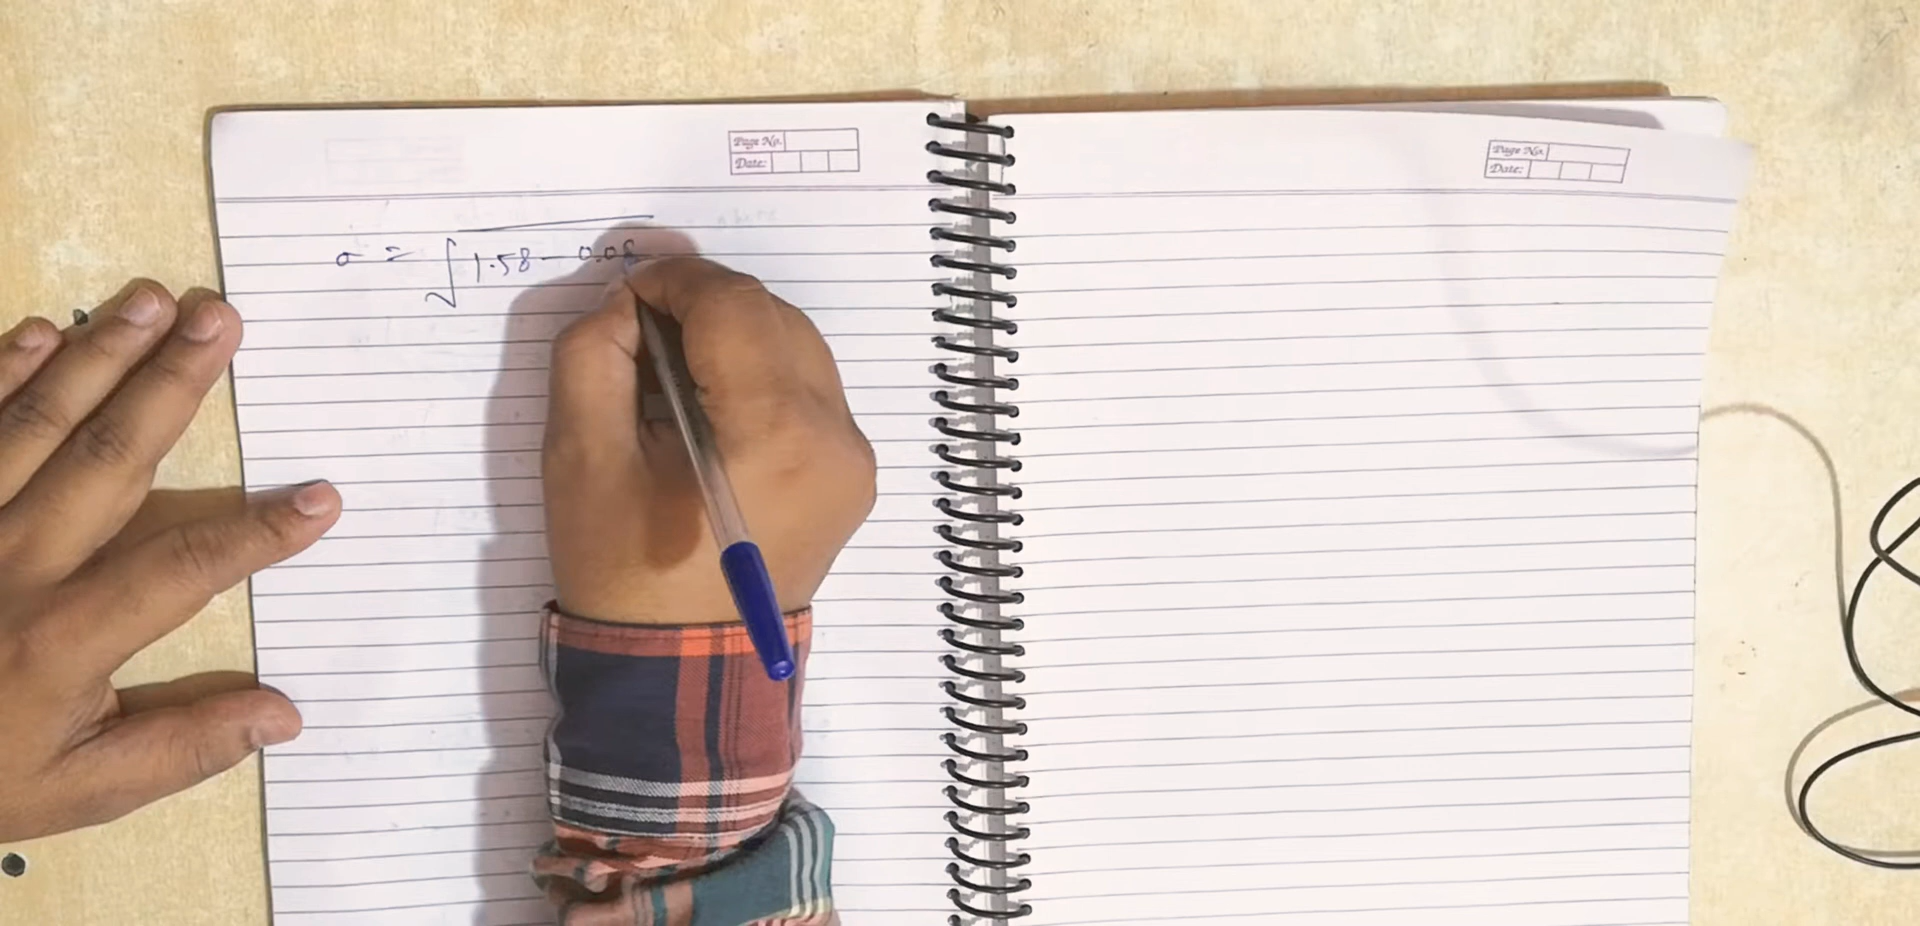 Page No.
Date:
σ = √1.58 - 0.08
Page No.
Date: